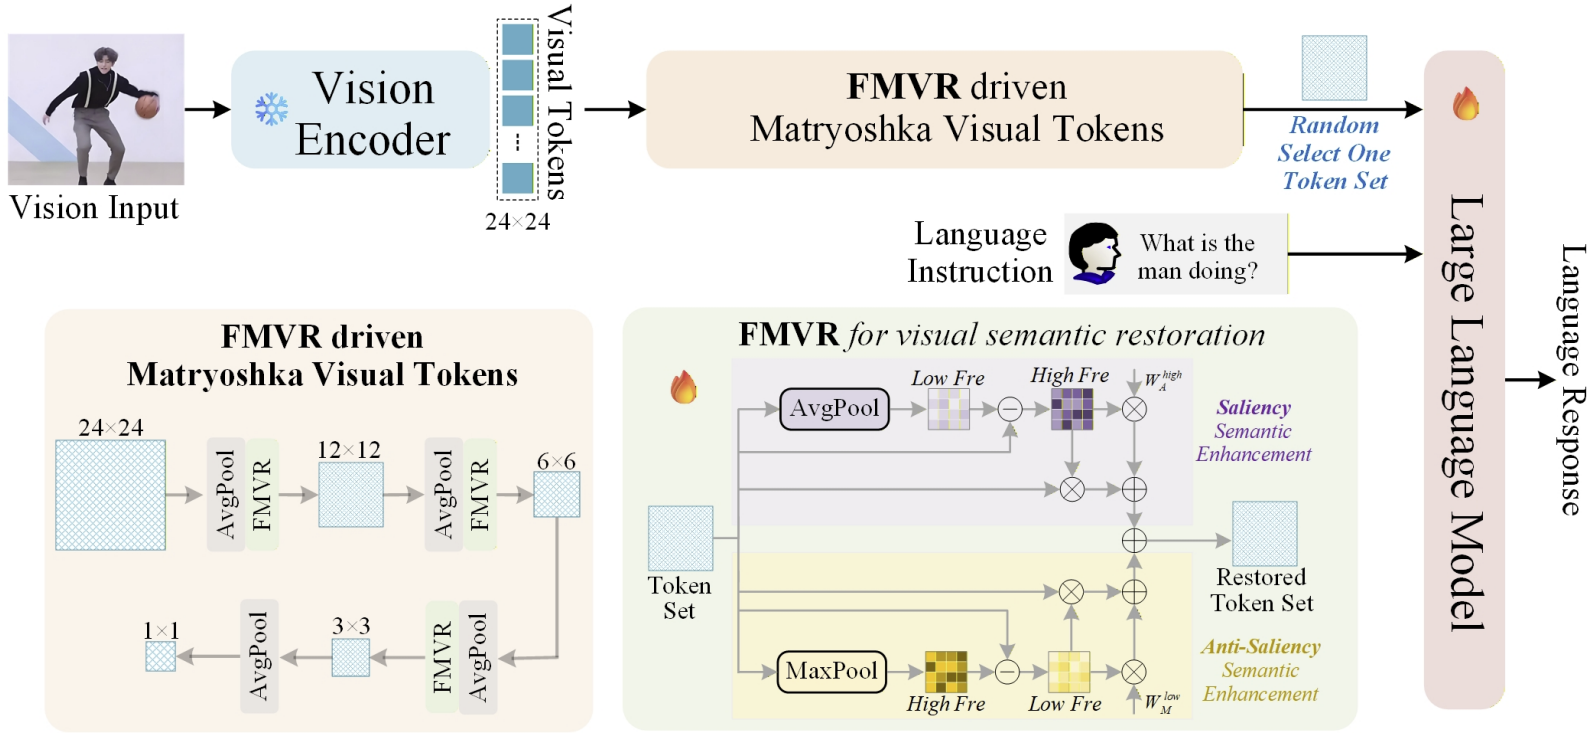 Vision Input
Vision
Encoder
Visual Tokens
24×24
FMVR driven
Matryoshka Visual Tokens
Random
Select One
Token Set
Language
Instruction
What is the
man doing?
Large Language Model
Language Response
FMVR driven
Matryoshka Visual Tokens
24×24
AvgPool
FMVR
12×12
AvgPool
FMVR
6×6
1×1
AvgPool
3×3
FMVR
AvgPool
FMVR for visual semantic restoration
AvgPool
Low Fre
High Fre
W_A^high
Saliency
Semantic
Enhancement
Token
Set
Restored
Token Set
MaxPool
High Fre
Low Fre
W_M^low
Anti-Saliency
Semantic
Enhancement